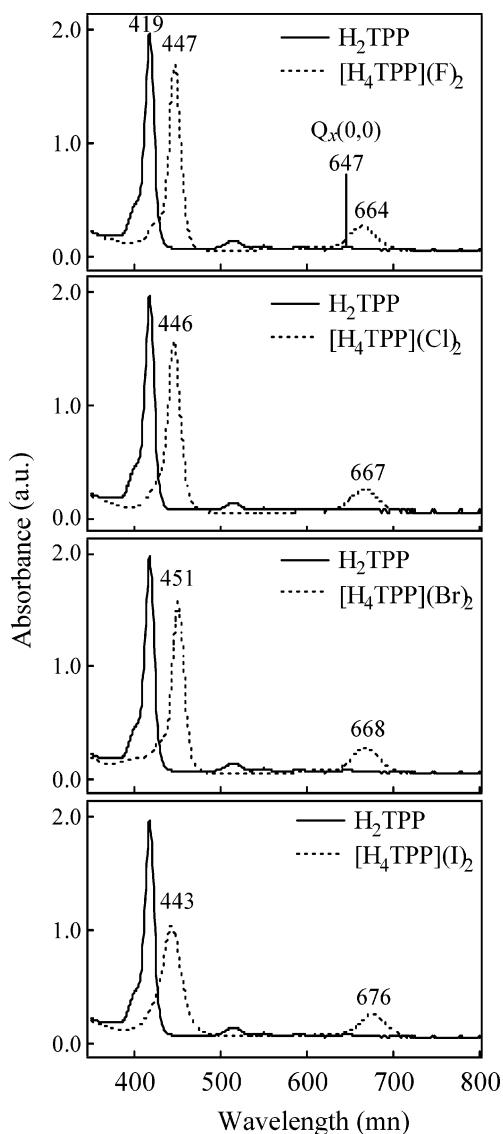 2.0
419
447
H₂TPP
[H₄TPP](F)₂
Qx(0,0)
1.0
647
664
0.0
2.0
H₂TPP
446
[H₄TPP](Cl)₂
1.0
667
0.0
2.0
H₂TPP
451
[H₄TPP](Br)₂
1.0
668
0.0
2.0
H₂TPP
[H₄TPP](I)₂
443
1.0
676
0.0
400 500 600 700 800
Absorbance (a.u.)
Wavelength (mn)